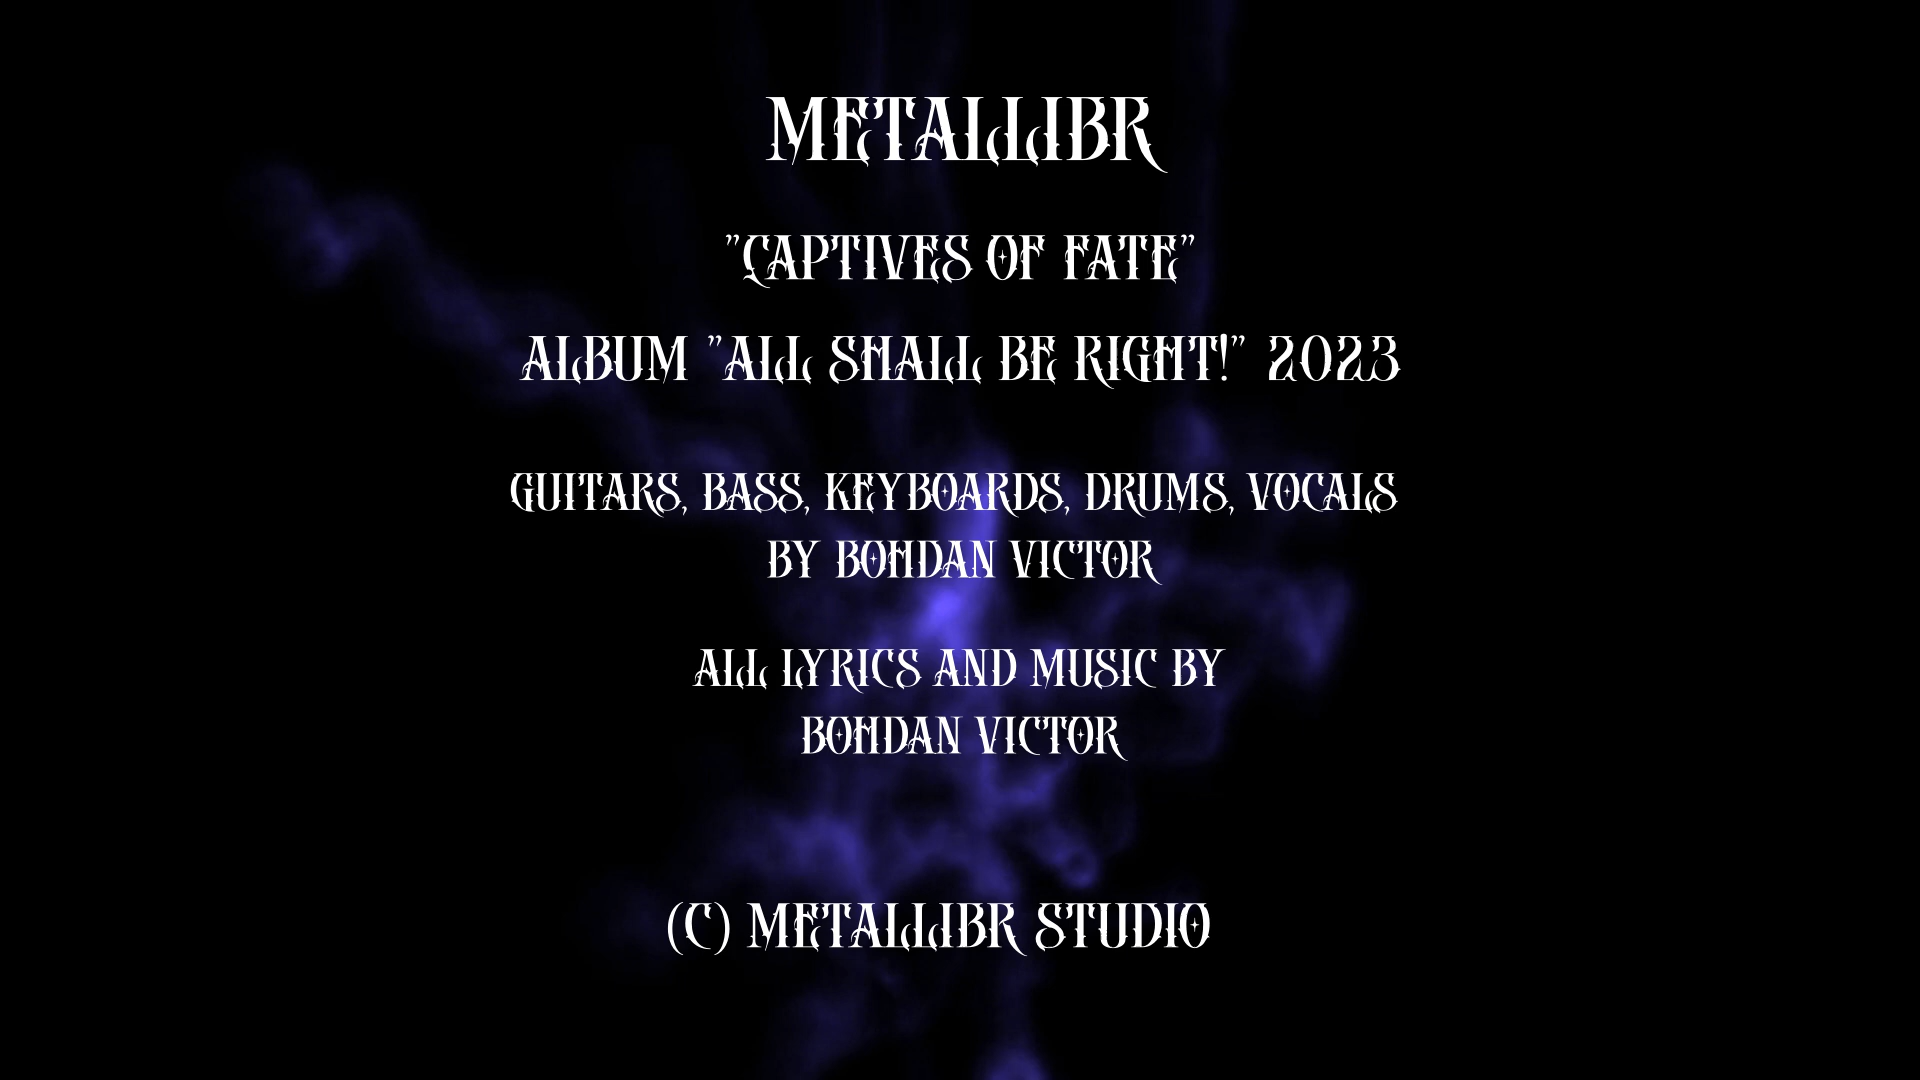 METALLIBR
"CAPTIVES OF FATE"
ALBUM "ALL SHALL BE RIGHT!" 2023
GUITARS, BASS, KEYBOARDS, DRUMS, VOCALS
BY BOHDAN VICTOR
ALL LYRICS AND MUSIC BY
BOHDAN VICTOR
(C) METALLIBR STUDIO